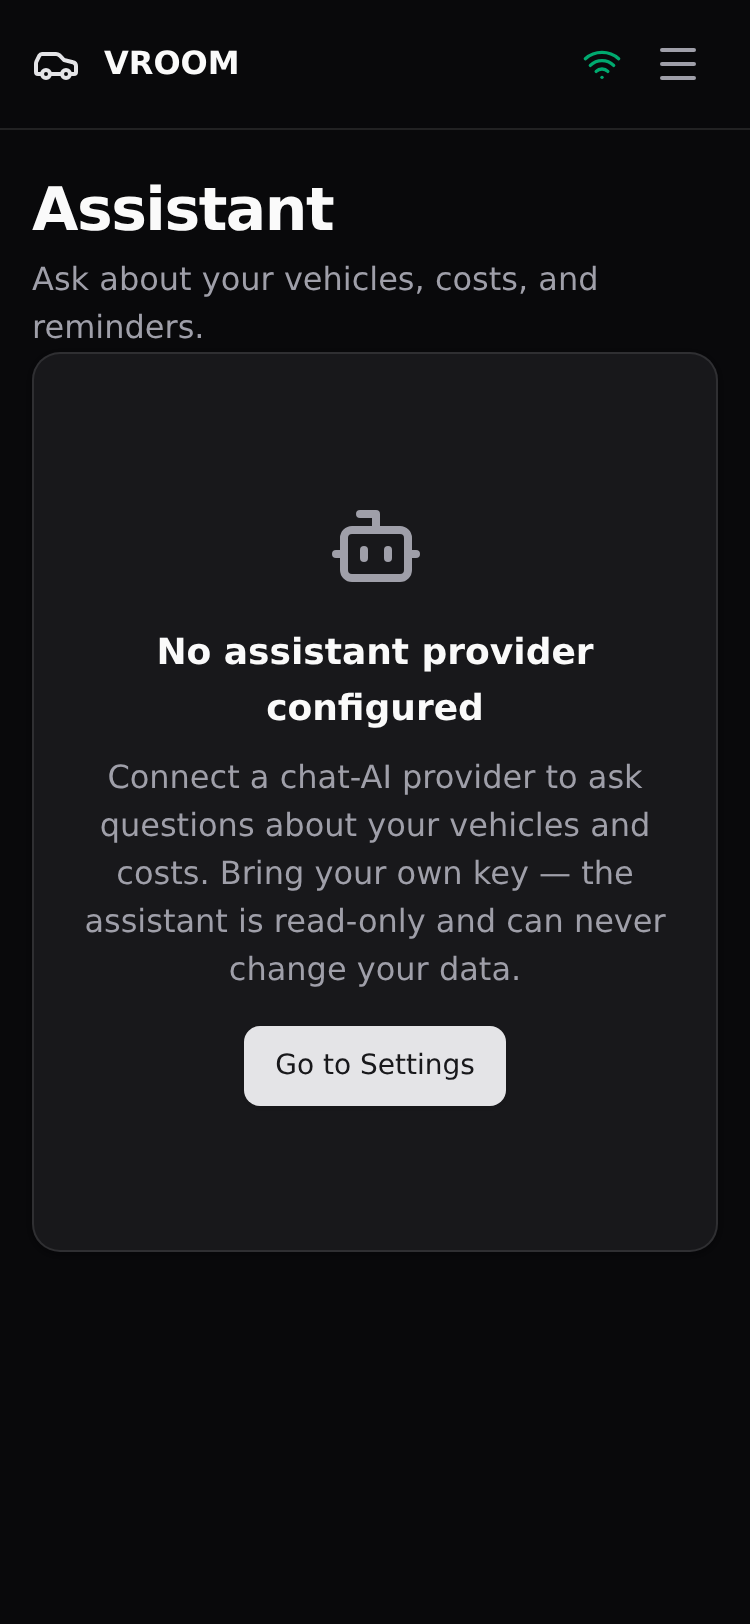 VROOM
Assistant
Ask about your vehicles, costs, and
reminders.
No assistant provider
configured
Connect a chat-AI provider to ask
questions about your vehicles and
costs. Bring your own key — the
assistant is read-only and can never
change your data.
Go to Settings